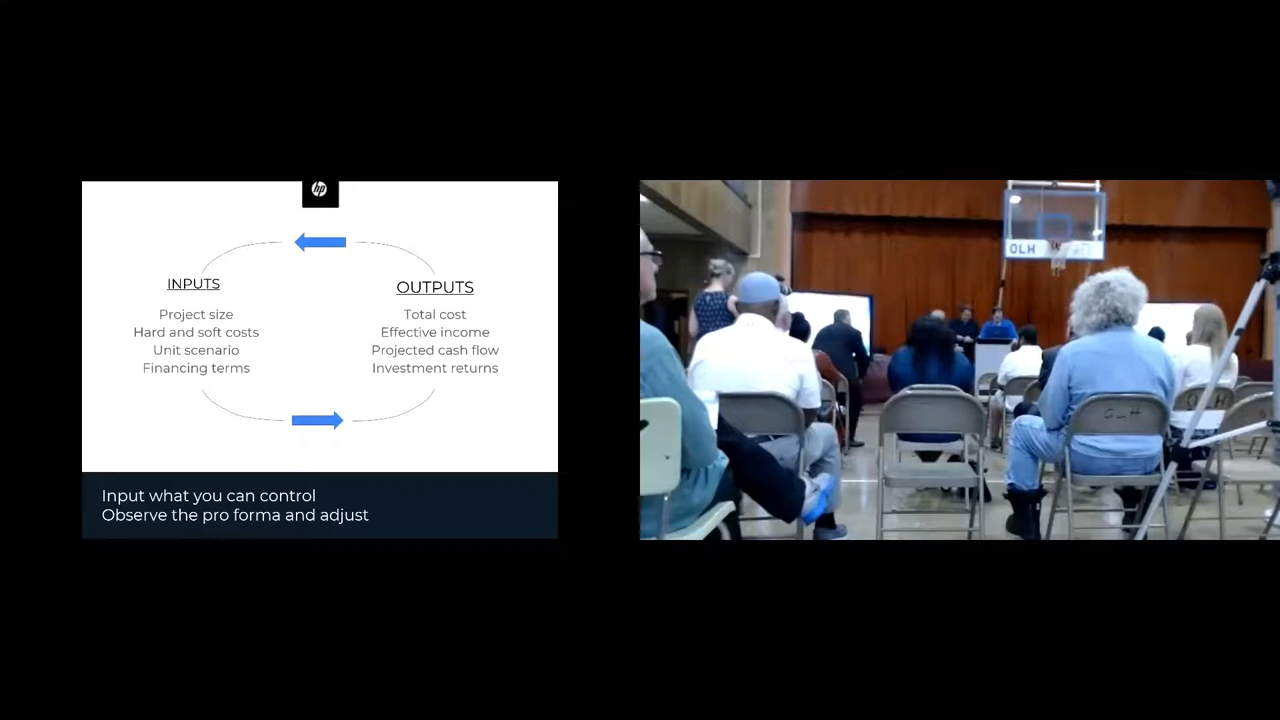 hp
INPUTS
Project size
Hard and soft costs
Unit scenario
Financing terms
OUTPUTS
Total cost
Effective income
Projected cash flow
Investment returns
Input what you can control
Observe the pro forma and adjust
OLH
OLH
OLH